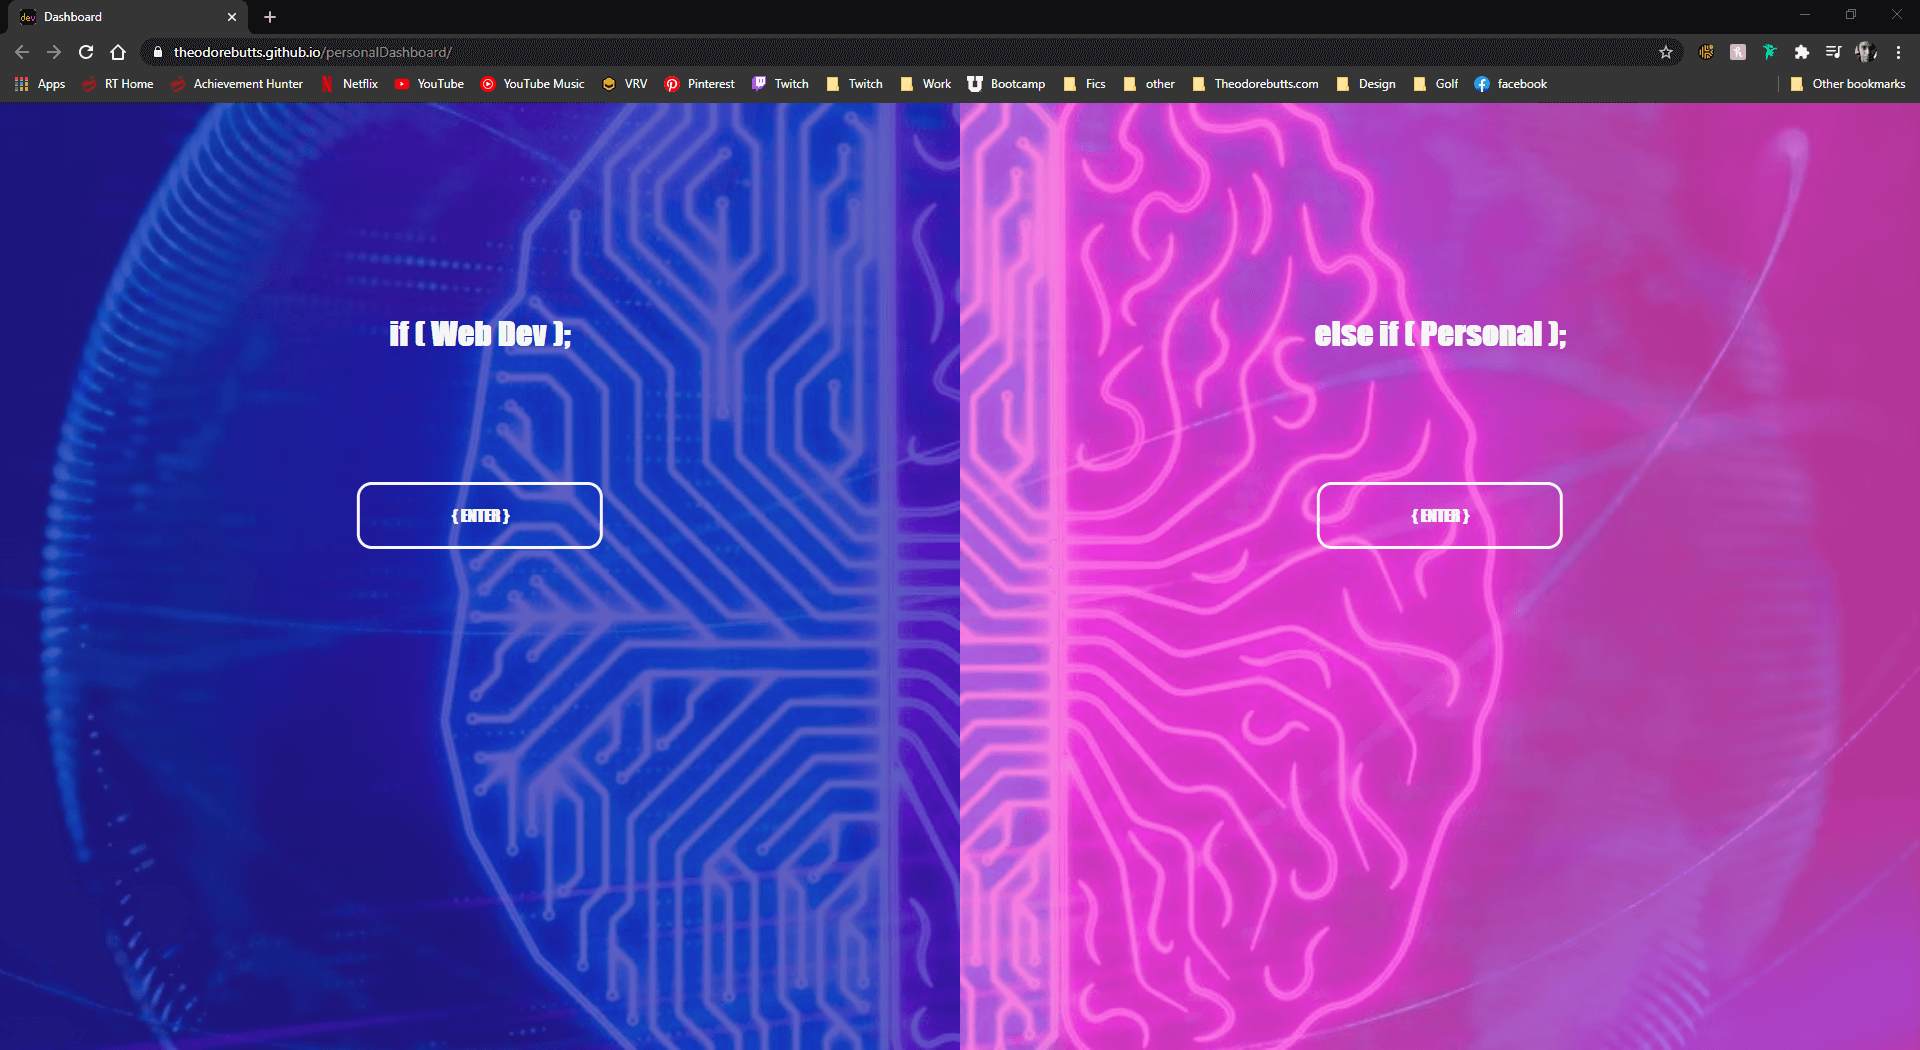 dev Dashboard
theodorebutts.github.io/personalDashboard/
Apps RT Home Achievement Hunter Netflix YouTube YouTube Music VRV Pinterest Twitch Twitch Work Bootcamp Fics other Theodorebutts.com Design Golf facebook Other bookmarks
if ( Web Dev );
else if ( Personal );
{ ENTER }
{ ENTER }